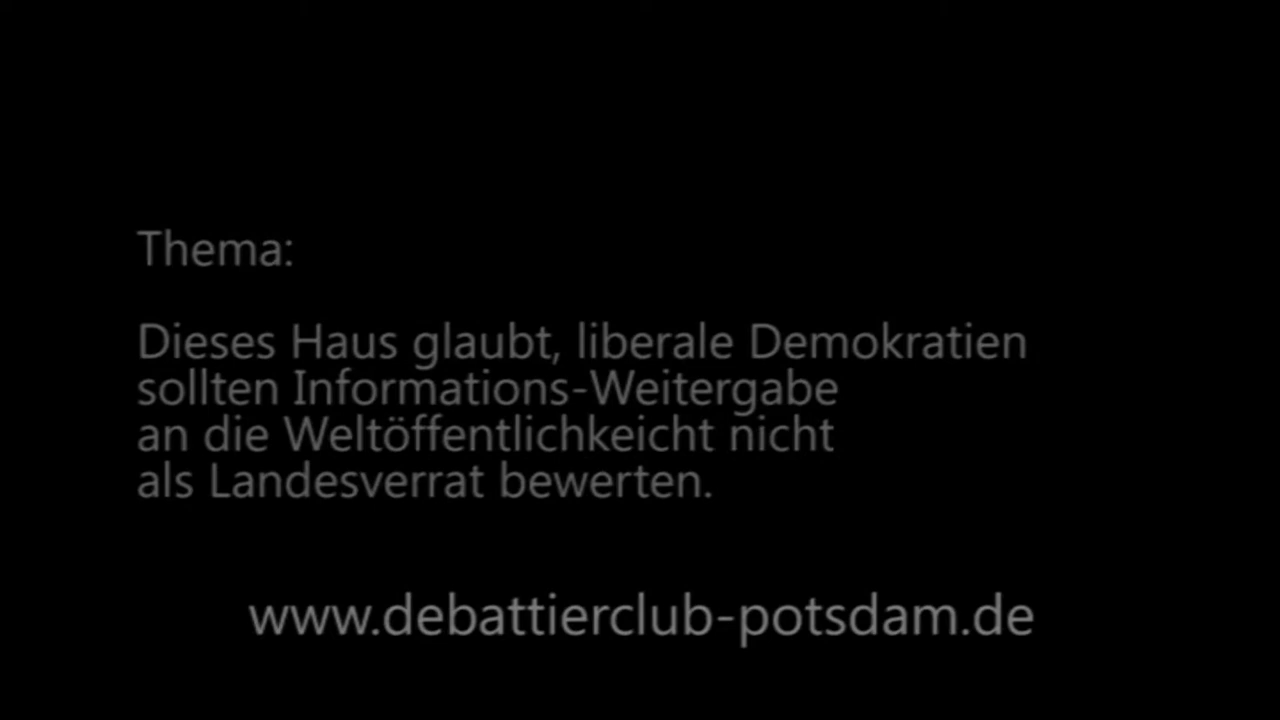 Thema:
Dieses Haus glaubt, liberale Demokratien
sollten Informations-Weitergabe
an die Weltöffentlichkeicht nicht
als Landesverrat bewerten.
www.debattierclub-potsdam.de